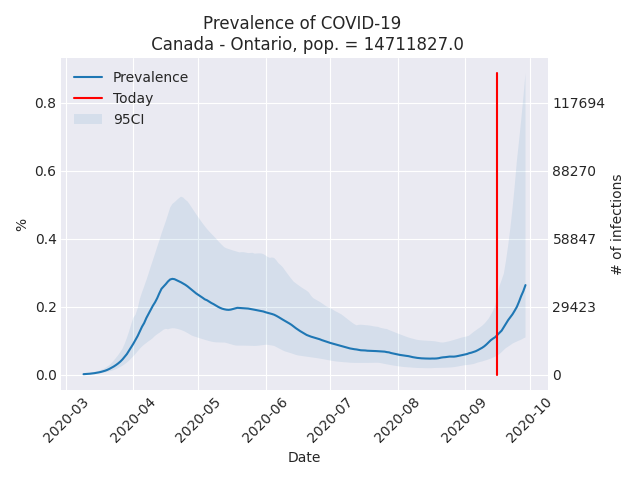 Prevalence of COVID-19
Canada - Ontario, pop. = 14711827.0
Prevalence
Today
95CI
%
0.8
0.6
0.4
0.2
0.0
117694
88270
58847
29423
0
# of infections
2020-03
2020-04
2020-05
2020-06
2020-07
2020-08
2020-09
2020-10
Date